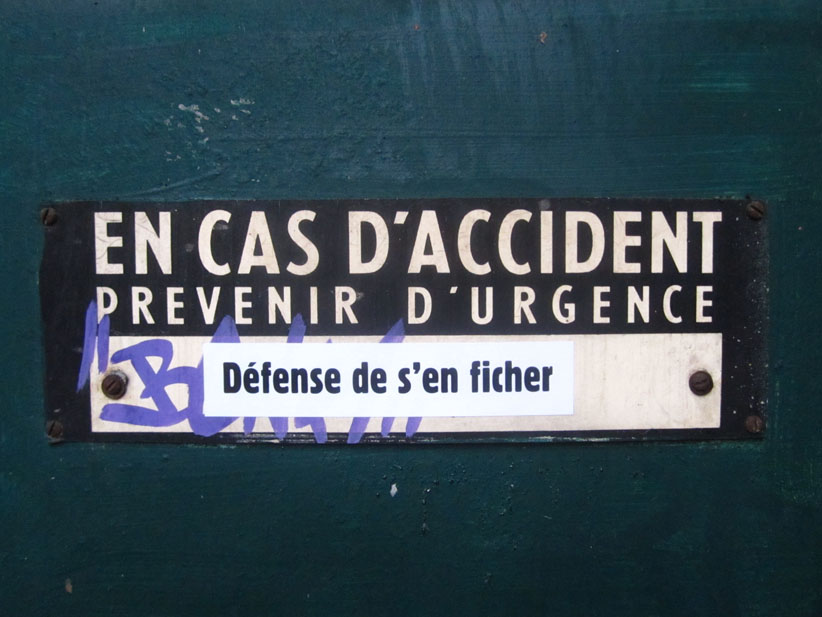 EN CAS D'ACCIDENT
PREVENIR D'URGENCE
Défense de s'en ficher